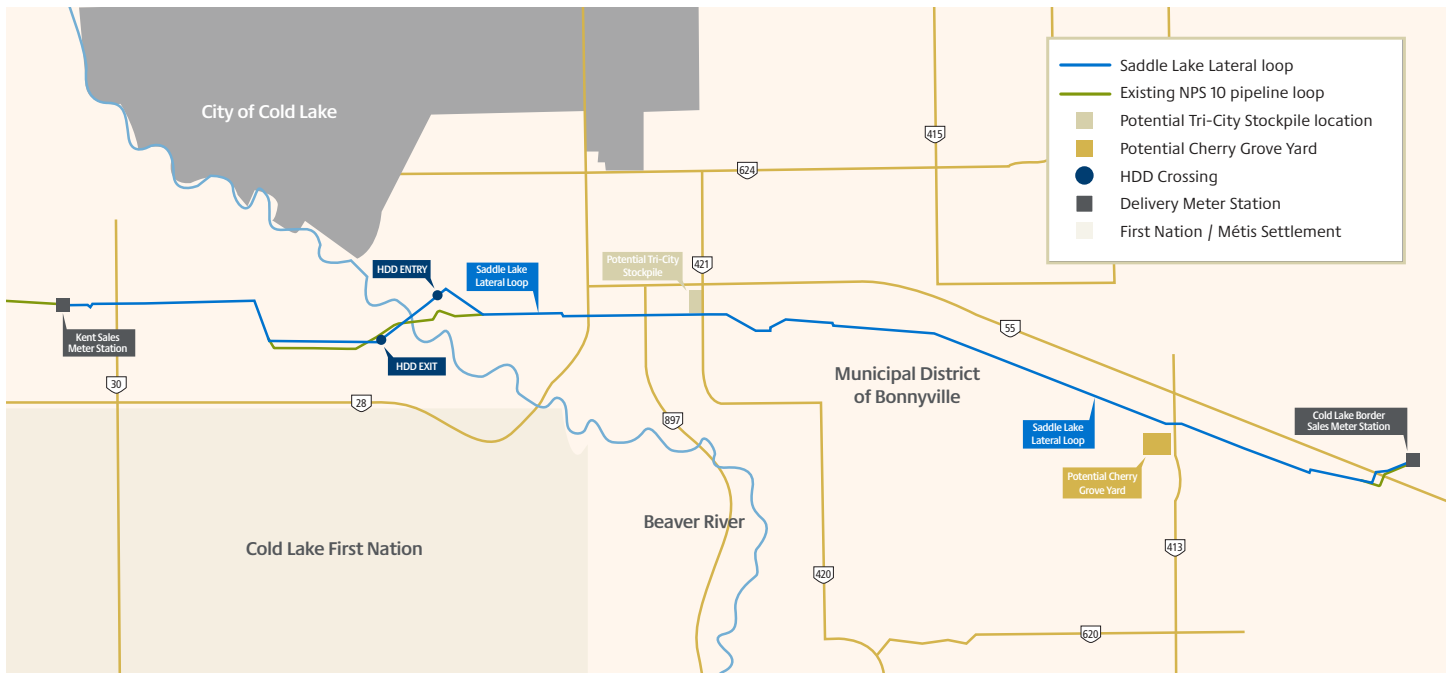 City of Cold Lake
Saddle Lake Lateral loop
Existing NPS 10 pipeline loop
Potential Tri-City Stockpile location
Potential Cherry Grove Yard
HDD Crossing
Delivery Meter Station
First Nation / Métis Settlement
415
624
Potential Tri-City
Stockpile
421
HDD ENTRY
Saddle Lake
Lateral Loop
Kent Sales
Meter Station
HDD EXIT
55
30
28
Municipal District
of Bonnyville
897
Saddle Lake
Lateral Loop
Cold Lake Border
Sales Meter Station
Potential Cherry
Grove Yard
Beaver River
Cold Lake First Nation
413
420
620